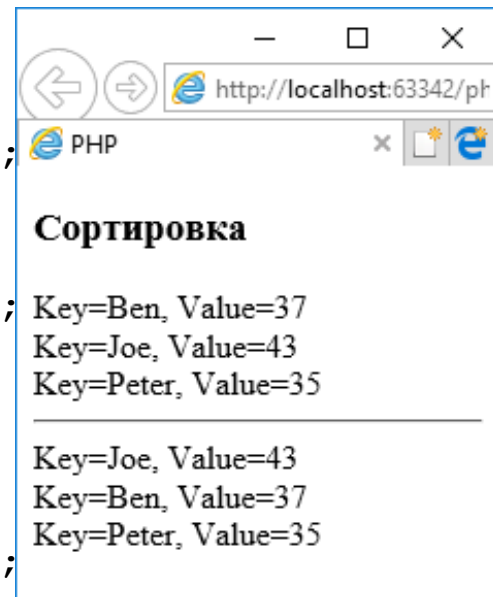 http://localhost:63342/ph
; PHP
Сортировка
; Key=Ben, Value=37
Key=Joe, Value=43
Key=Peter, Value=35
Key=Joe, Value=43
Key=Ben, Value=37
Key=Peter, Value=35
;